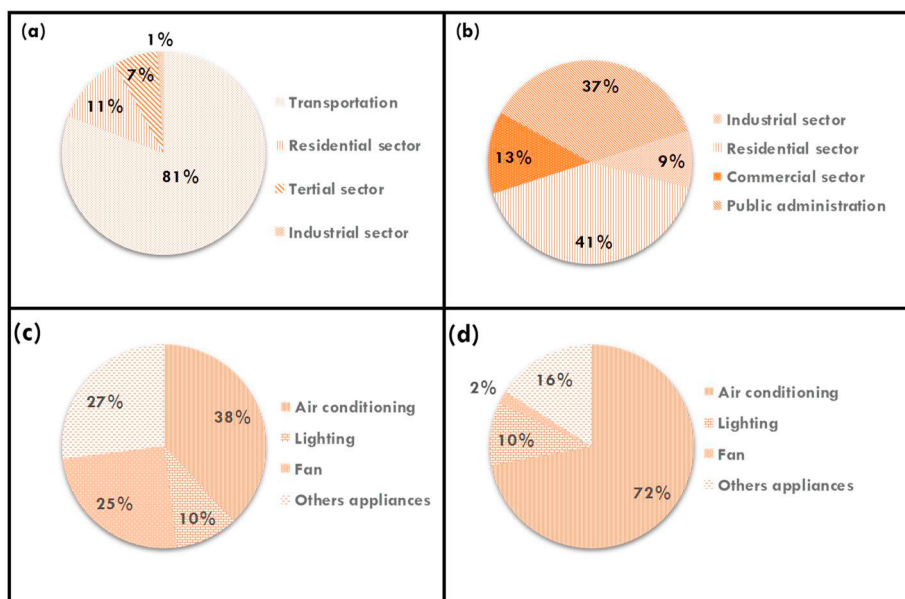 (a)
1%
7%
11%
81%
Transportation
Residential sector
Tertial sector
Industrial sector
(b)
37%
13%
9%
41%
Industrial sector
Residential sector
Commercial sector
Public administration
(c)
27%
38%
25%
10%
Air conditioning
Lighting
Fan
Others appliances
(d)
2%
16%
10%
72%
Air conditioning
Lighting
Fan
Others appliances